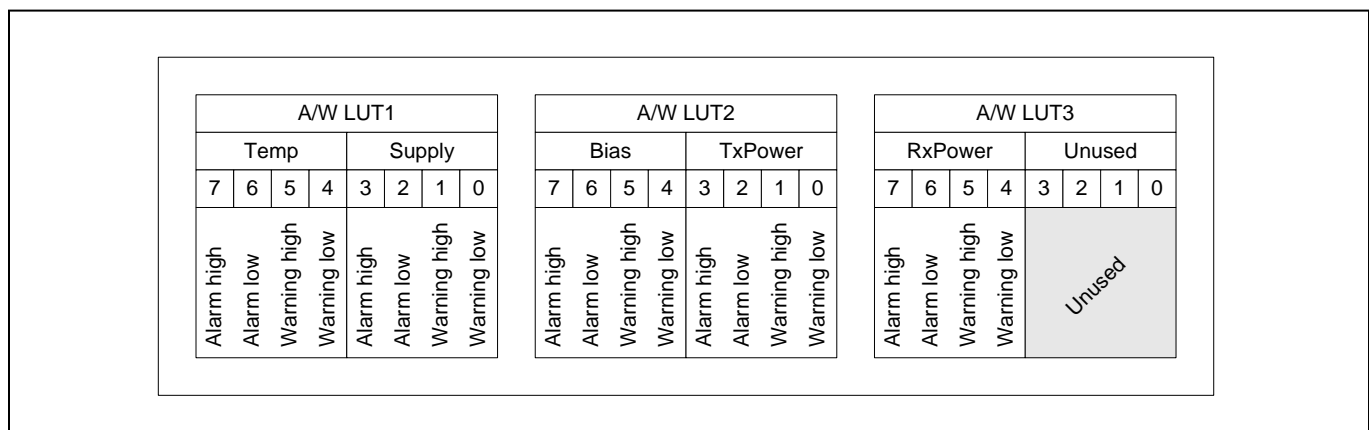 A/W LUT1
Temp Supply
7 6 5 4 3 2 1 0
Alarm high
Alarm low
Warning high
Warning low
Alarm high
Alarm low
Warning high
Warning low
A/W LUT2
Bias TxPower
7 6 5 4 3 2 1 0
Alarm high
Alarm low
Warning high
Warning low
Alarm high
Alarm low
Warning high
Warning low
A/W LUT3
RxPower Unused
7 6 5 4 3 2 1 0
Alarm high
Alarm low
Warning high
Warning low
Unused